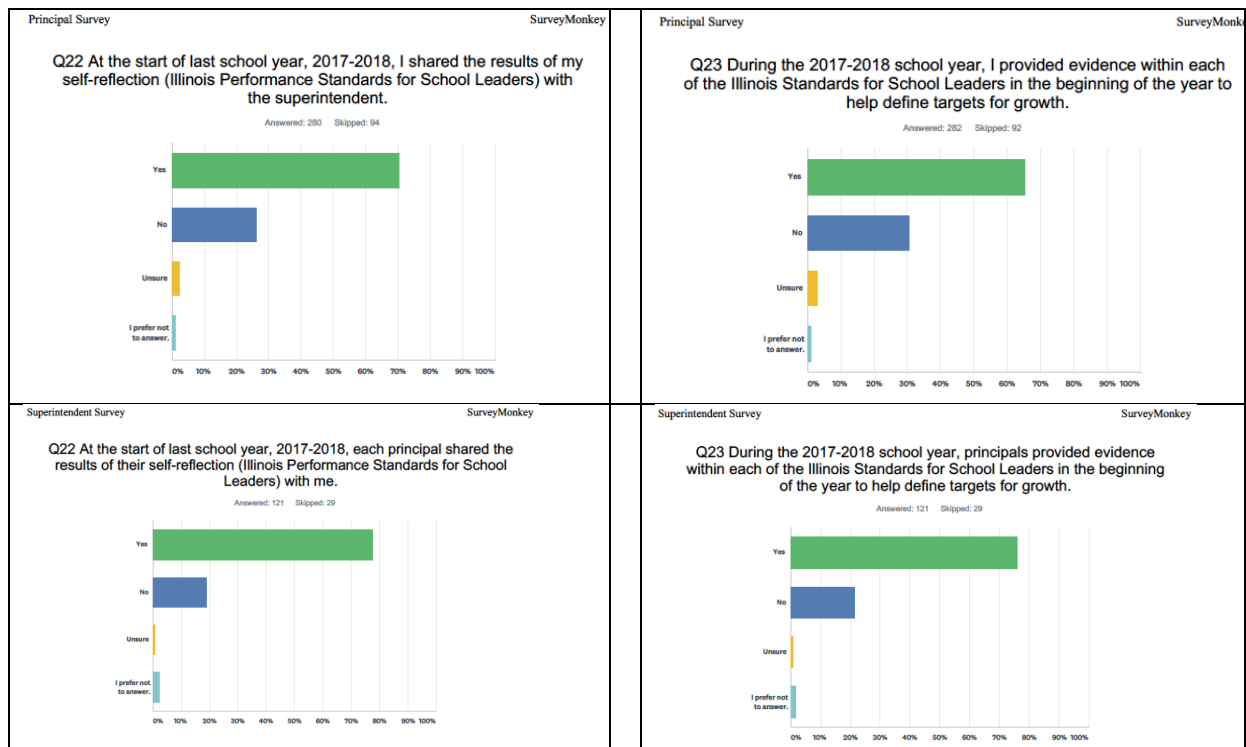 Principal Survey
SurveyMonkey
Q22 At the start of last school year, 2017-2018, I shared the results of my
self-reflection (Illinois Performance Standards for School Leaders) with
the superintendent.
Answered: 280 Skipped: 94
Yes
No
Unsure
I prefer not
to answer.
0% 10% 20% 30% 40% 50% 60% 70% 80% 90% 100%
Principal Survey
SurveyMonk
Q23 During the 2017-2018 school year, I provided evidence within each
of the Illinois Standards for School Leaders in the beginning of the year to
help define targets for growth.
Answered: 282 Skipped: 92
Yes
No
Unsure
I prefer not
to answer.
0% 10% 20% 30% 40% 50% 60% 70% 80% 90% 100%
Superintendent Survey
SurveyMonkey
Q22 At the start of last school year, 2017-2018, each principal shared the
results of their self-reflection (Illinois Performance Standards for School
Leaders) with me.
Answered: 121 Skipped: 29
Yes
No
Unsure
I prefer not
to answer.
0% 10% 20% 30% 40% 50% 60% 70% 80% 90% 100%
Superintendent Survey
SurveyMonkey
Q23 During the 2017-2018 school year, principals provided evidence
within each of the Illinois Standards for School Leaders in the beginning
of the year to help define targets for growth.
Answered: 121 Skipped: 29
Yes
No
Unsure
I prefer not
to answer.
0% 10% 20% 30% 40% 50% 60% 70% 80% 90% 100%